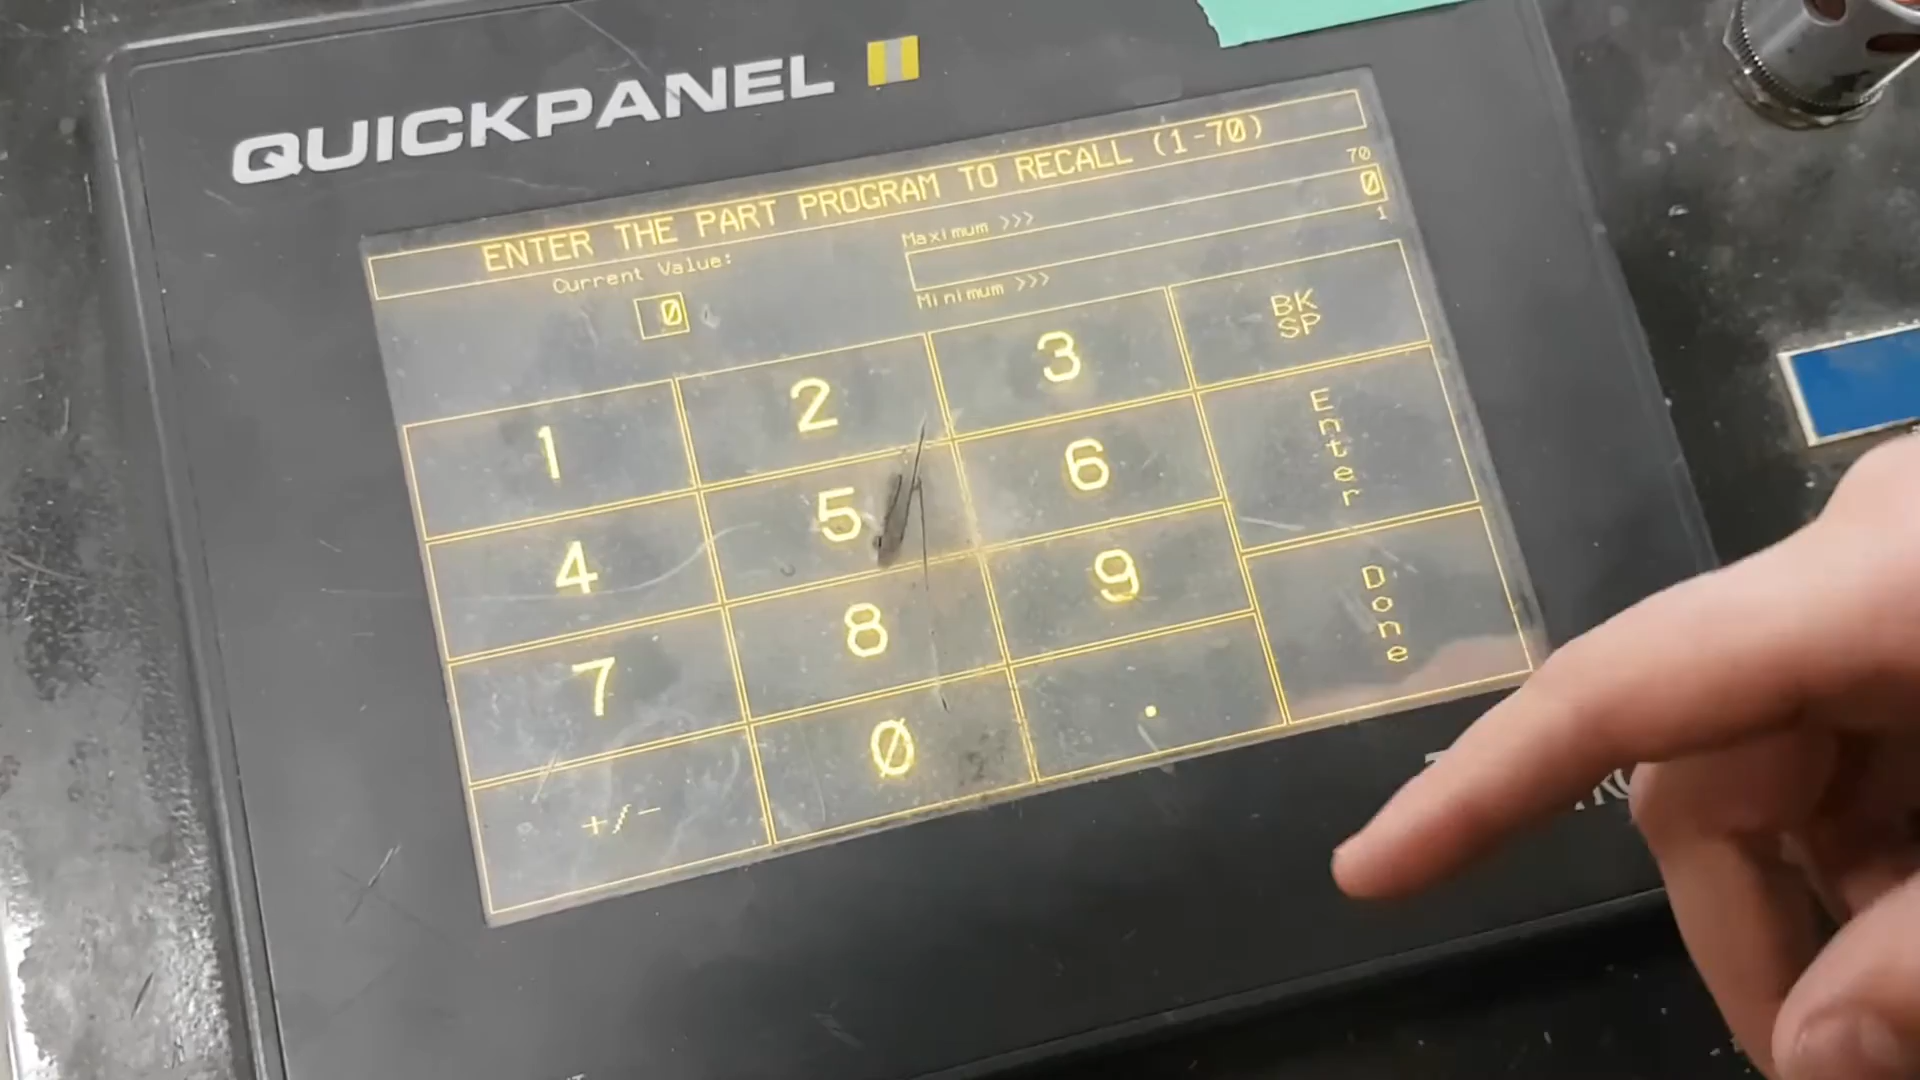 QUICKPANEL
ENTER THE PART PROGRAM TO RECALL (1-70)
Current Value:
0
Maximum >>>
70
0
Minimum >>>
1
1
2
3
BK
SP
4
5
6
Enter
7
8
9
Done
+/-
0
.